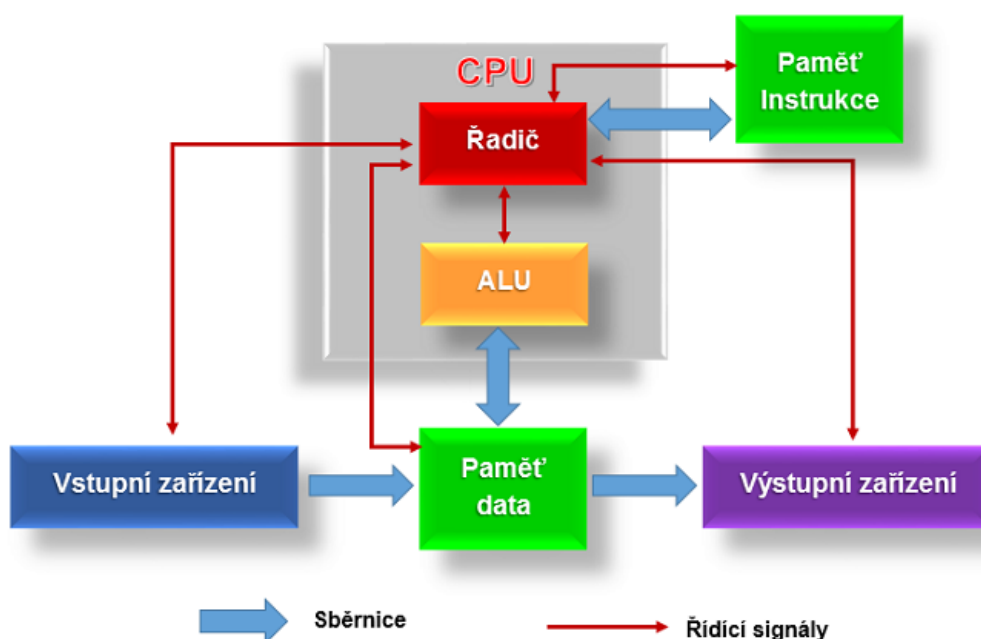 CPU
Paměť
Instrukce
Řadič
ALU
Vstupní zařízení
Paměť
data
Výstupní zařízení
Sběrnice
Řídící signály